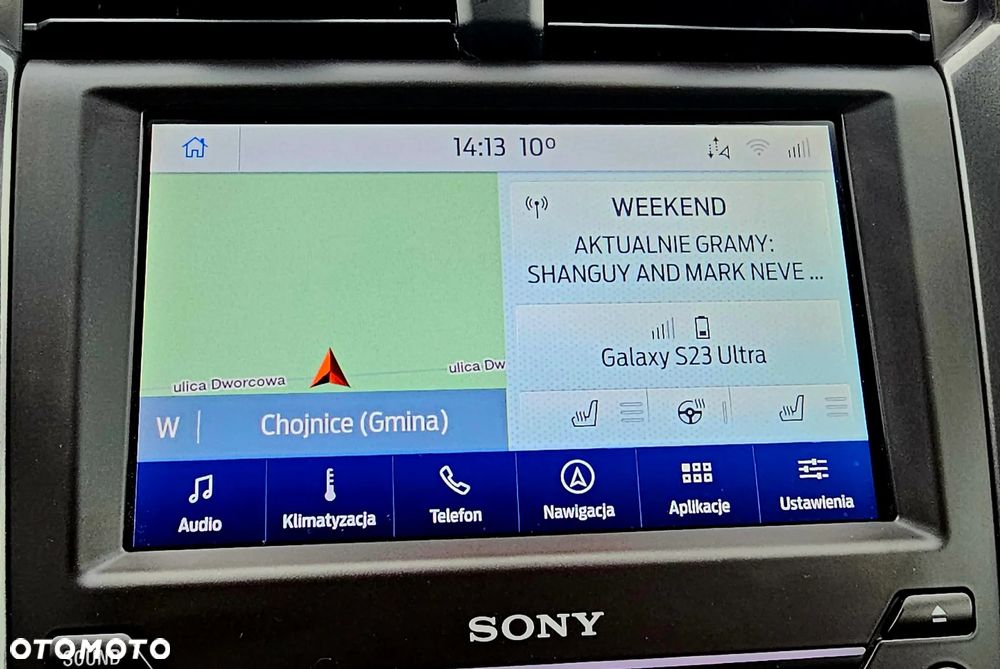 14:13 10°
WEEKEND
AKTUALNIE GRAMY:
SHANGUY AND MARK NEVE ...
Galaxy S23 Ultra
ulica Dworcowa
ulica Dw
W
Chojnice (Gmina)
Audio
Klimatyzacja
Telefon
Nawigacja
Aplikacje
Ustawienia
SONY
SOUND
OTOMOTO